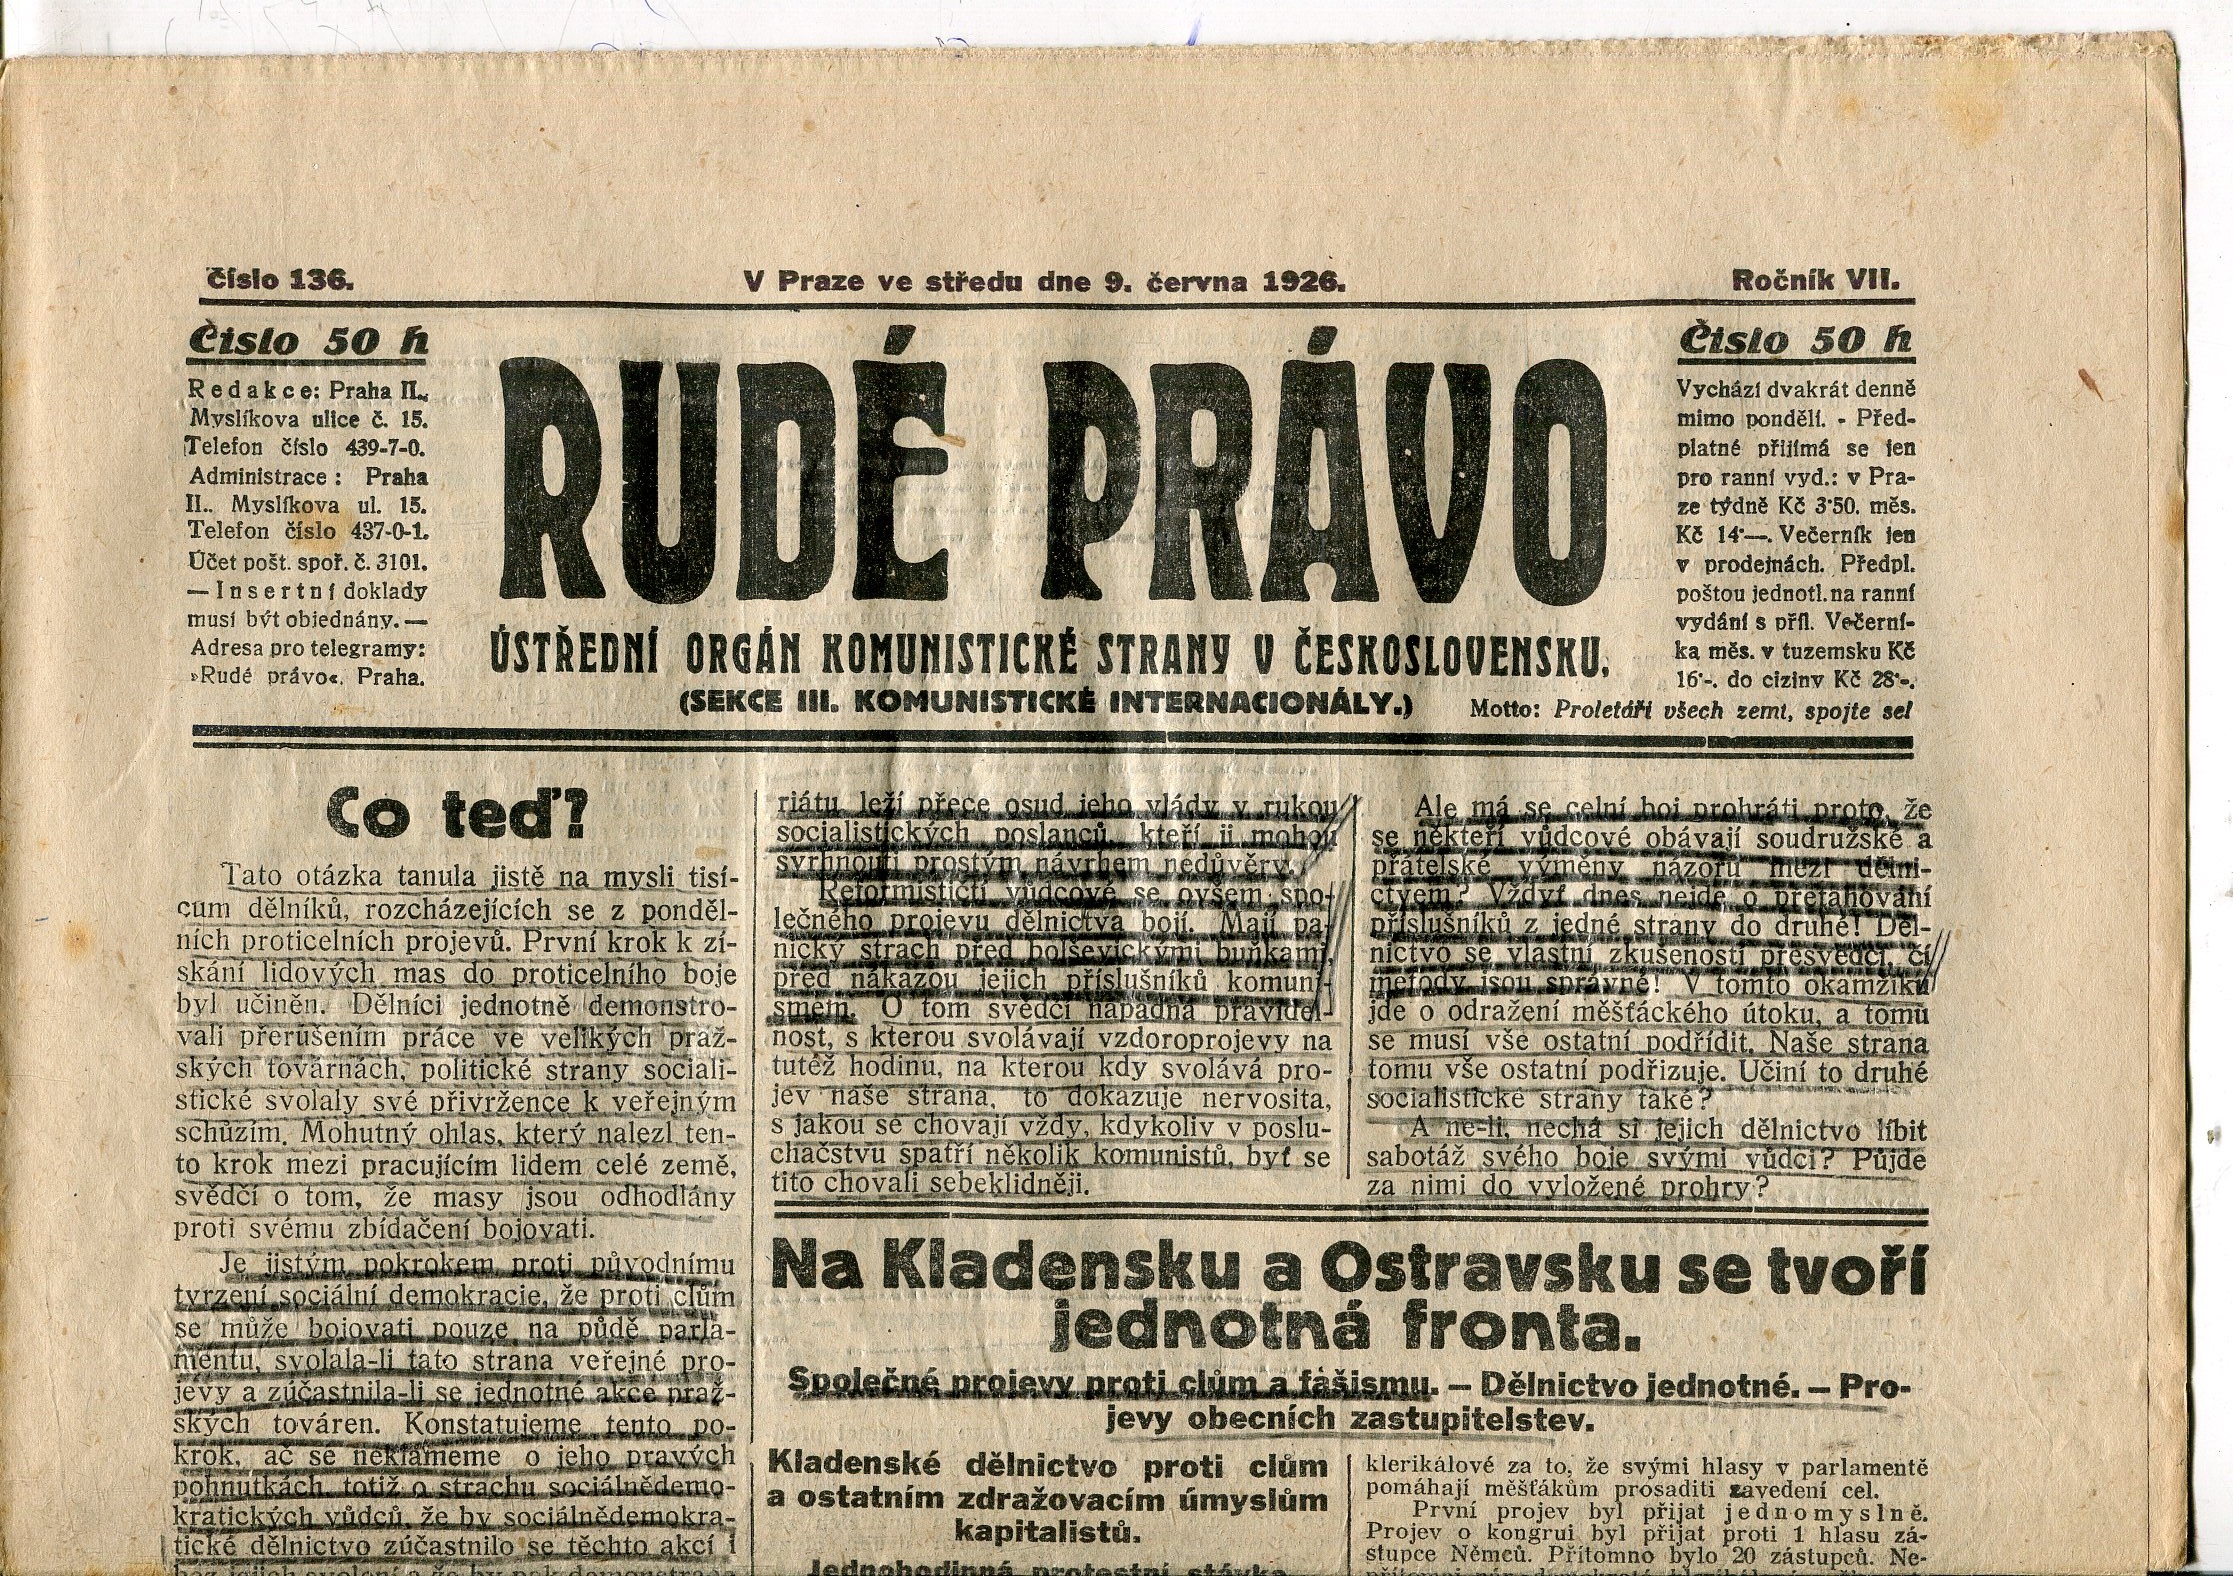 Číslo 136.
V Praze ve středu dne 9. června 1926.
Ročník VII.
Číslo 50 h
Redakce: Praha II.,
Myslíkova ulice č. 15.
Telefon číslo 439-7-0.
Administrace: Praha
II.. Myslíkova ul. 15.
Telefon číslo 437-0-1.
Účet pošt. spoř. č. 3101.
— Insertní doklady
musí být objednány. —
Adresa pro telegramy:
»Rudé právo«. Praha.
RUDÉ PRÁVO
ÚSTŘEDNÍ ORGÁN KOMUNISTICKÉ STRANY V ČESKOSLOVENSKU.
(SEKCE III. KOMUNISTICKÉ INTERNACIONÁLY.)
Motto: Proletáři všech zemí, spojte se!
Číslo 50 h
Vychází dvakrát denně
mimo pondělí. - Před-
platné přijímá se jen
pro ranní vyd.: v Pra-
ze týdně Kč 3·50. měs.
Kč 14·—. Večerník jen
v prodejnách. Předpl.
poštou jednotl. na ranní
vydání s příl. Večerní-
ka měs. v tuzemsku Kč
16·-. do ciziny Kč 28·-.
Co teď?
Tato otázka tanula jistě na mysli tisí-
cum dělníků, rozcházejících se z ponděl-
ních proticelních projevů. První krok k zí-
skání lidových mas do proticelního boje
byl učiněn. Dělníci jednotně demonstro-
vali přerušením práce ve velikých praž-
ských továrnách, politické strany sociali-
stické svolaly své přivržence k veřejným
schůzím. Mohutný ohlas, který nalezl ten-
to krok mezi pracujícím lidem celé země,
svědčí o tom, že masy jsou odhodlány
proti svému zbídačení bojovati.
Je jistým pokrokem proti původnímu
tvrzení sociální demokracie, že proti clům
se může bojovati pouze na půdě parla-
mentu, svolala-li tato strana veřejné pro-
jevy a zúčastnila-li se jednotné akce praž-
ských továren. Konstatujeme tento po-
krok, ač se neklameme o jeho pravých
pohnutkách, totiž o strachu sociálnědemo-
kratických vůdců, že by sociálnědemokra-
tické dělnictvo zúčastnilo se těchto akcí i
riátu leží přece osud jeho vlády v rukou
socialistických poslanců, kteří ji mohou
svrhnouti prostým návrhem nedůvěry.
Reformističtí vůdcové se ovšem spo-
lečného projevu dělnictva bojí. Mají pa-
nický strach před bolševickými buňkami,
před nákazou jejich příslušníků komuni-
smem. O tom svědčí nápadná pravidel-
nost, s kterou svolávají vzdoroprojevy na
tutéž hodinu, na kterou kdy svolává pro-
jev naše strana, to dokazuje nervosita,
s jakou se chovají vždy, kdykoliv v poslu-
chačstvu spatří několik komunistů, byť se
tito chovali sebeklidněji.
Ale má se celní boj prohráti proto, že
se někteří vůdcové obávají soudružské a
přátelské výměny názorů mezi dělni-
ctvem? Vždyť dnes nejde o přetahování
příslušníků z jedné strany do druhé! Děl-
nictvo se vlastní zkušeností přesvědčí, čí
metody jsou správné! V tomto okamžiku
jde o odražení měšťáckého útoku, a tomu
se musí vše ostatní podřídit. Naše strana
tomu vše ostatní podřizuje. Učiní to druhé
socialistické strany také?
A ne-li, nechá si jejich dělnictvo líbit
sabotáž svého boje svými vůdci? Půjde
za nimi do vyložené prohry?
Na Kladensku a Ostravsku se tvoří
jednotná fronta.
Společné projevy proti clům a fašismu. — Dělnictvo jednotné. — Pro-
jevy obecních zastupitelstev.
Kladenské dělnictvo proti clům
a ostatním zdražovacím úmyslům
kapitalistů.
Jednohodinná protestní stávka
klerikálové za to, že svými hlasy v parlamentě
pomáhají měšťákům prosaditi zavedení cel.
První projev byl přijat jednomyslně.
Projev o kongrui byl přijat proti 1 hlasu zá-
stupce Němců. Přítomno bylo 20 zástupců. Ne-